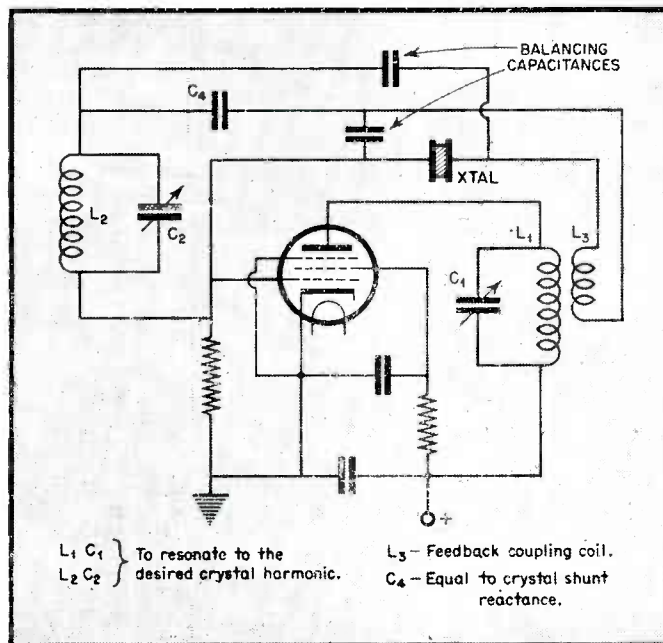 BALANCING
CAPACITANCES
C4
XTAL
L2
C2
L1
L3
C1
+
L1 C1 } To resonate to the
L2 C2 } desired crystal harmonic.
L3 – Feedback coupling coil.
C4 – Equal to crystal shunt
reactance.